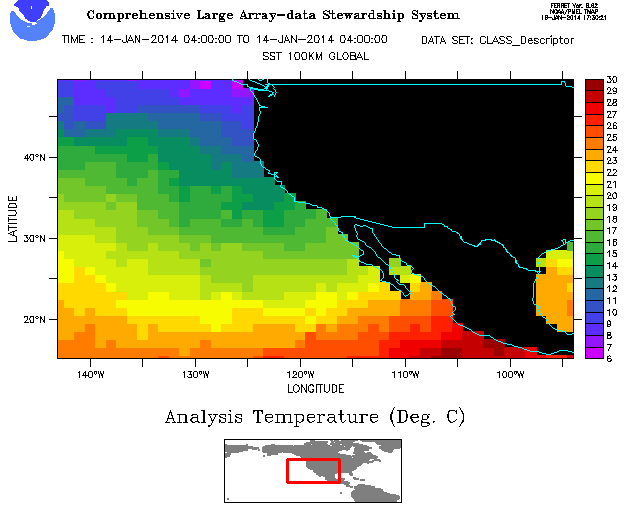 FERRET Ver. 6.62
NOAA/PMEL TMAP
19-JAN-2014 17:30:21
Comprehensive Large Array-data Stewardship System
TIME : 14-JAN-2014 04:00:00 TO 14-JAN-2014 04:00:00 DATA SET: CLASS_Descriptor
SST 100KM GLOBAL
30
29
28
27
26
25
24
23
22
21
20
19
18
17
16
15
14
13
12
11
10
9
8
7
6
40°N
30°N
20°N
LATITUDE
140°W 130°W 120°W 110°W 100°W
LONGITUDE
Analysis Temperature (Deg. C)